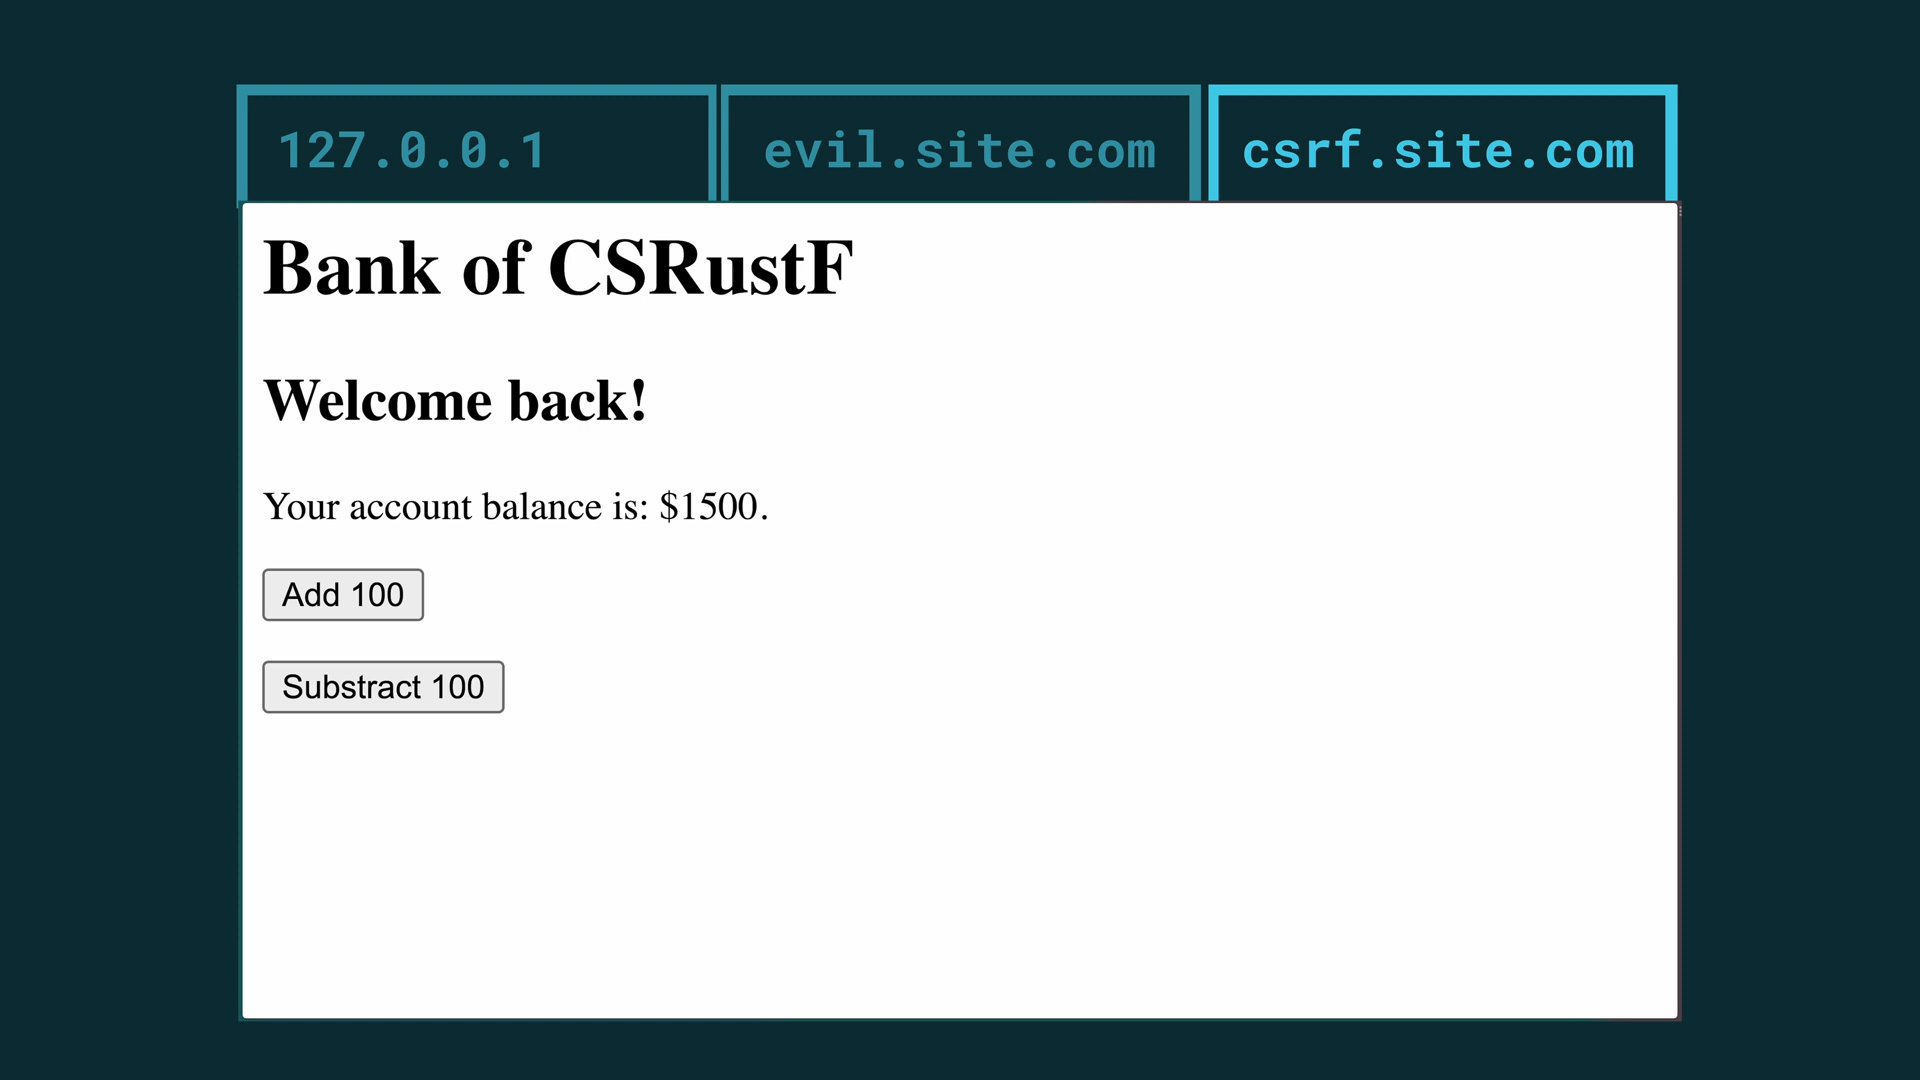 127.0.0.1 evil.site.com csrf.site.com
Bank of CSRustF
Welcome back!
Your account balance is: $1500.
Add 100
Substract 100